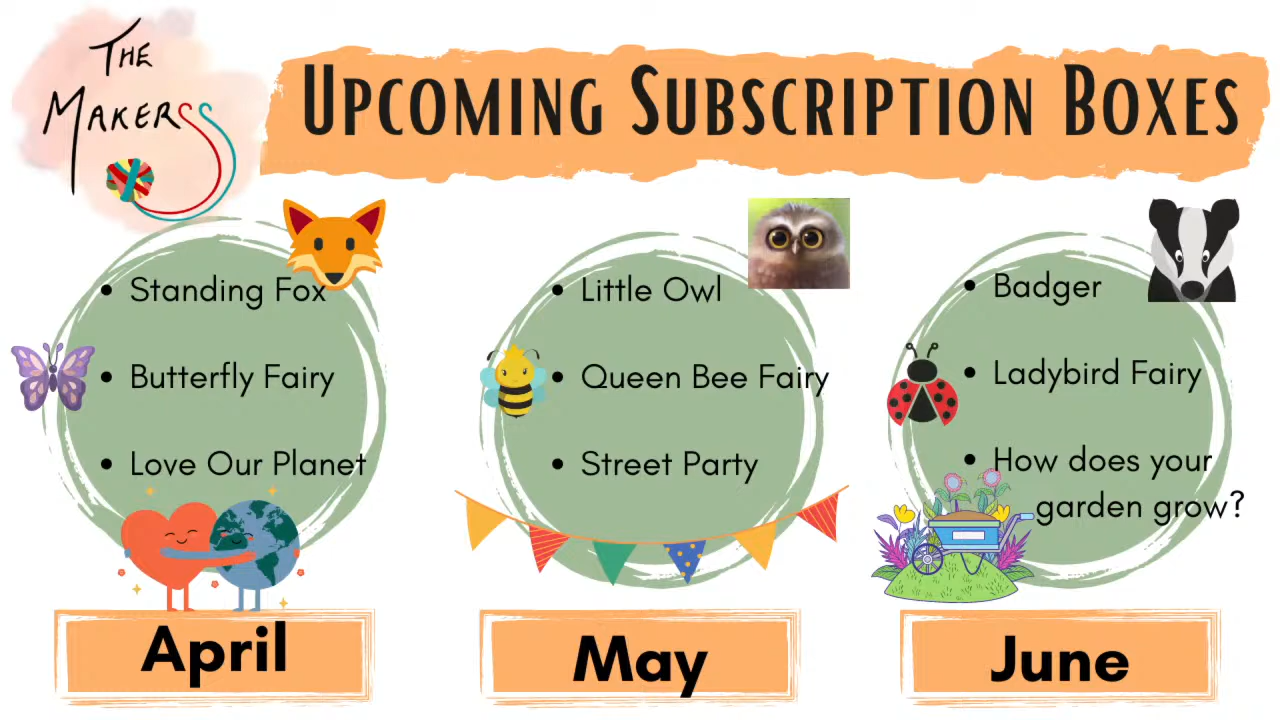 The
Makerss
Upcoming Subscription Boxes
• Standing Fox
• Butterfly Fairy
• Love Our Planet
April
• Little Owl
• Queen Bee Fairy
• Street Party
May
• Badger
• Ladybird Fairy
• How does your
garden grow?
June